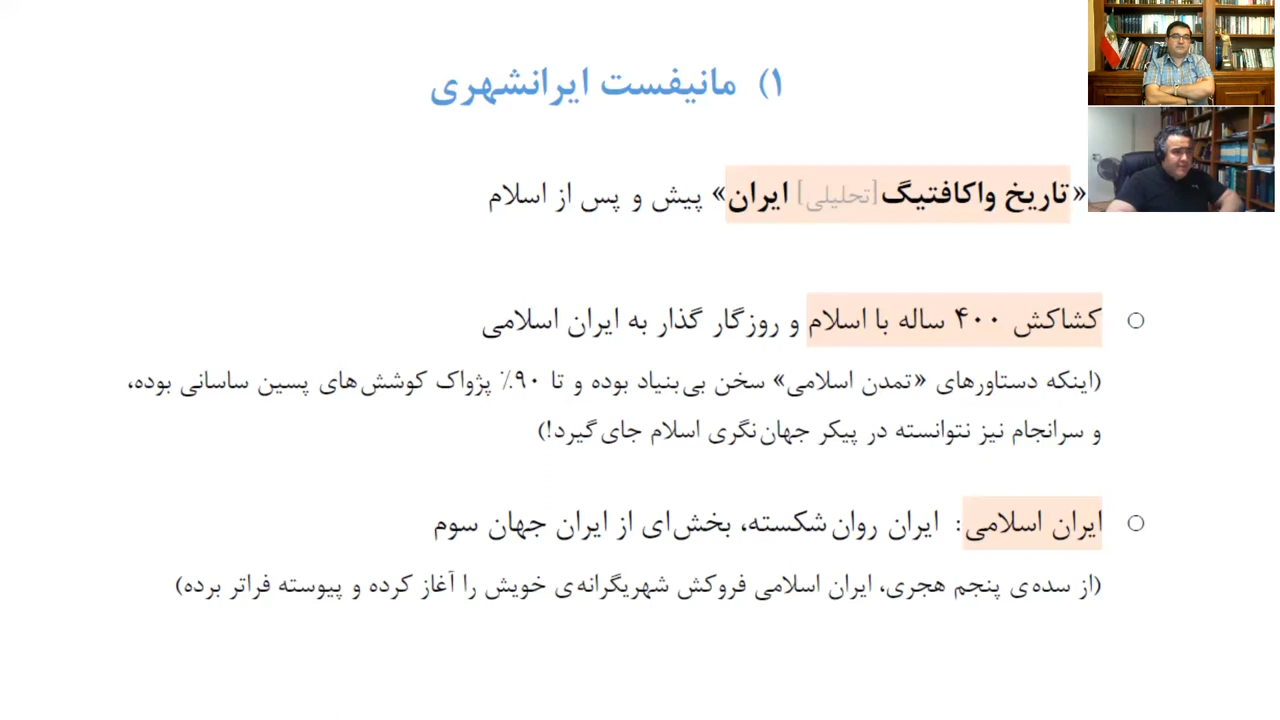 ۱) مانیفست ایرانشهری
«تاریخ واکافتیگ[تحلیلی] ایران» پیش و پس از اسلام
کشاکش ۴۰۰ ساله با اسلام و روزگار گذار به ایران اسلامی
(اینکه دستاورهای «تمدن اسلامی» سخن بی‌بنیاد بوده و تا ۹۰٪ پژواک کوشش‌های پسین ساسانی بوده،
و سرانجام نیز نتوانسته در پیکر جهان‌نگری اسلام جای‌گیرد!)
ایران اسلامی: ایران روان‌شکسته، بخش‌ای از ایران جهان سوم
(از سده‌ی پنجم هجری، ایران اسلامی فروکش شهریگرانه‌ی خویش را آغاز کرده و پیوسته فراتر برده)